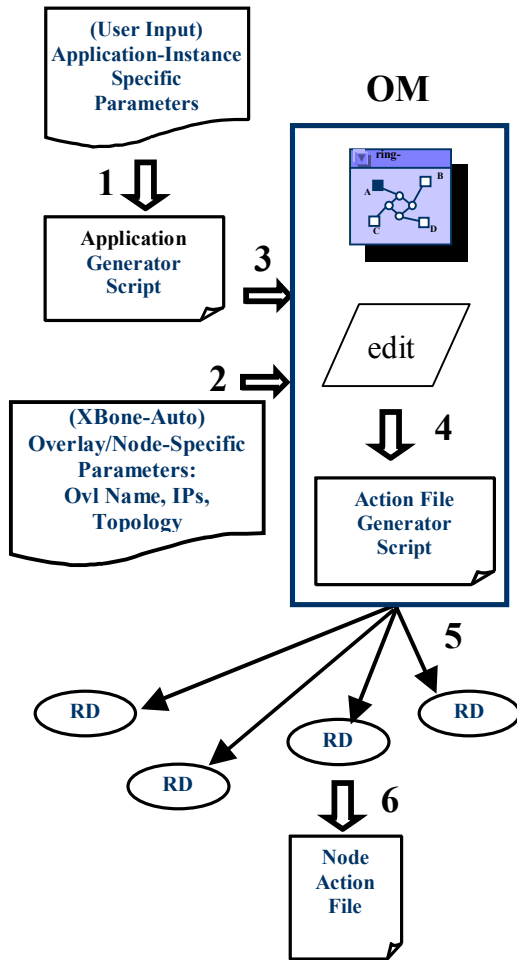 (User Input)
Application-Instance
Specific
Parameters
OM
ring-
A
B
C
D
1
Application
Generator
Script
3
edit
2
(XBone-Auto)
Overlay/Node-Specific
Parameters:
Ovl Name, IPs,
Topology
4
Action File
Generator
Script
5
RD
RD
RD
RD
6
Node
Action
File